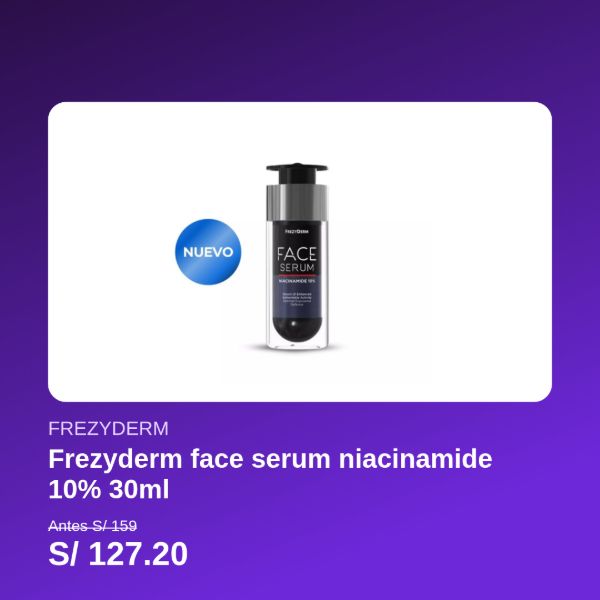 NUEVO
FREZYDERM
FACE
SERUM
NIACINAMIDE 10%
FREZYDERM
Frezyderm face serum niacinamide
10% 30ml
Antes S/ 159
S/ 127.20